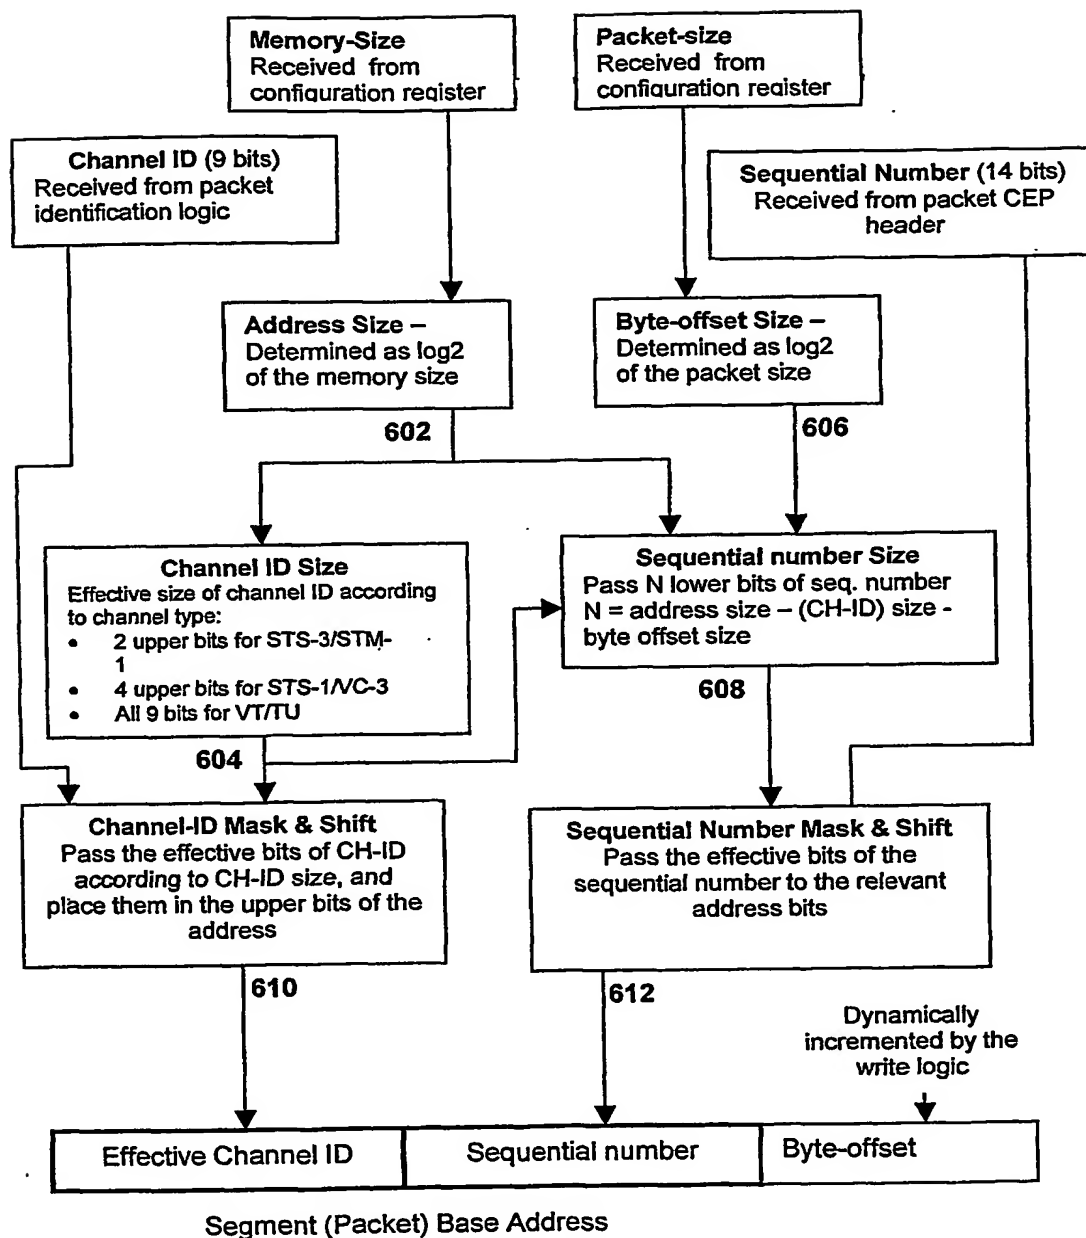 Memory-Size
Received from
configuration register
Packet-size
Received from
configuration register
Channel ID (9 bits)
Received from packet
identification logic
Sequential Number (14 bits)
Received from packet CEP
header
Address Size –
Determined as log2
of the memory size
602
Byte-offset Size –
Determined as log2
of the packet size
606
Channel ID Size
Effective size of channel ID according
to channel type:
• 2 upper bits for STS-3/STM-
1
• 4 upper bits for STS-1/VC-3
• All 9 bits for VT/TU
604
Sequential number Size
Pass N lower bits of seq. number
N = address size – (CH-ID) size -
byte offset size
608
Channel-ID Mask & Shift
Pass the effective bits of CH-ID
according to CH-ID size, and
place them in the upper bits of the
address
610
Sequential Number Mask & Shift
Pass the effective bits of the
sequential number to the relevant
address bits
612
Dynamically
incremented by the
write logic
Effective Channel ID
Sequential number
Byte-offset
Segment (Packet) Base Address